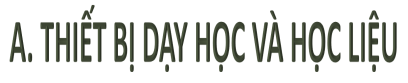 A. THIẾT BỊ DẠY HỌC VÀ HỌC LIỆU